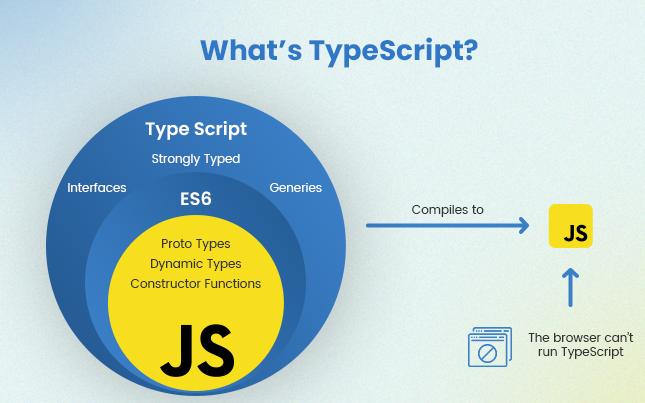 What's TypeScript?
Type Script
Strongly Typed
Interfaces
Generies
ES6
Proto Types
Dynamic Types
Constructor Functions
JS
Compiles to
JS
The browser can't
run TypeScript